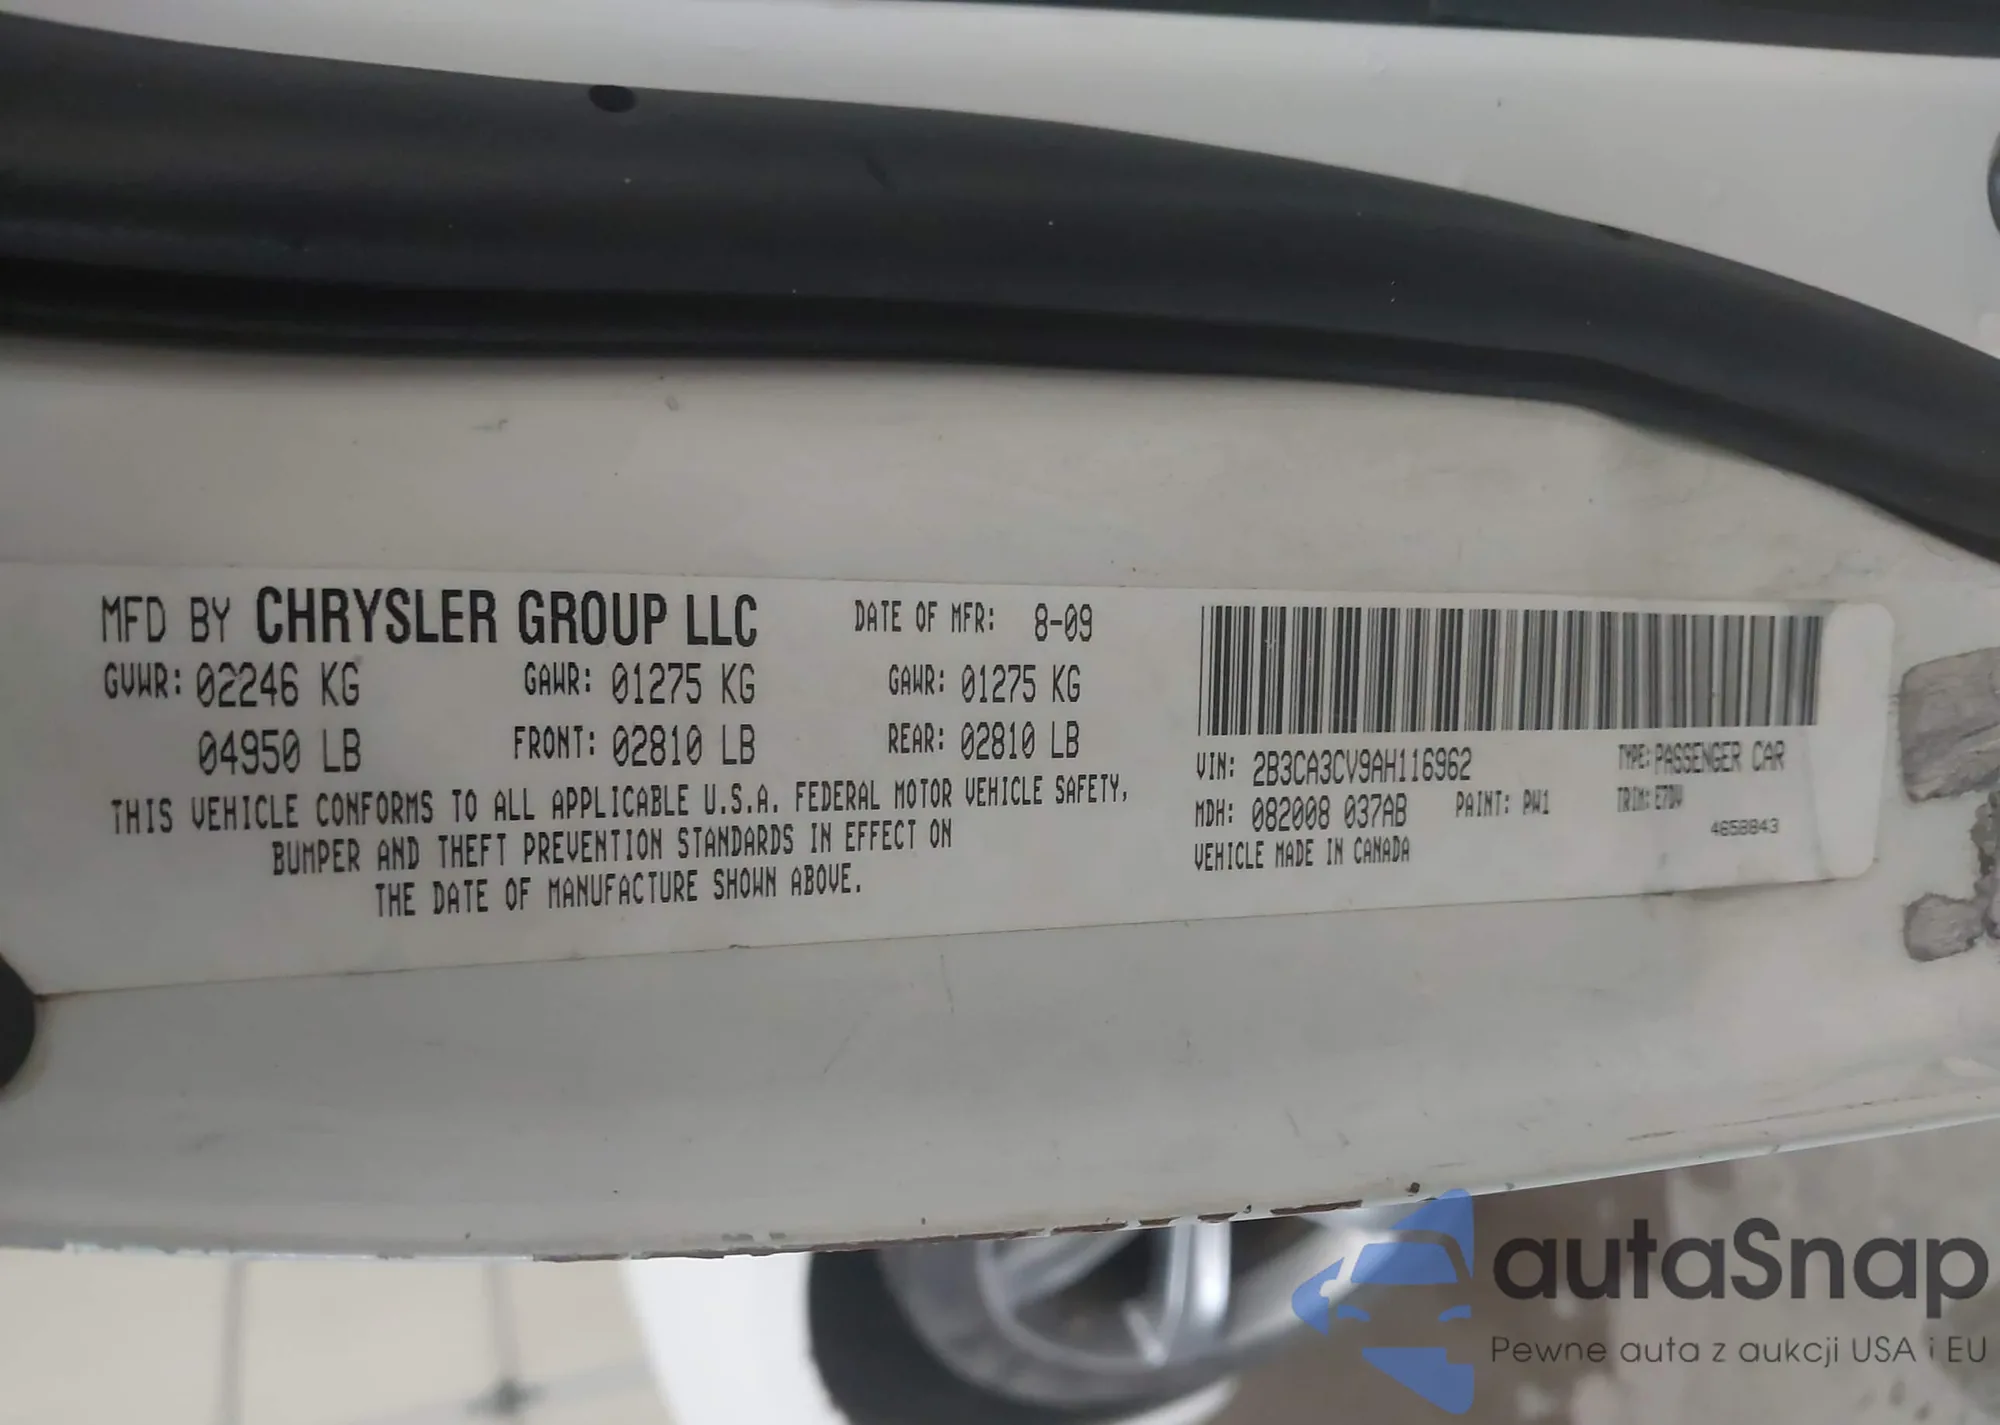 MFD BY CHRYSLER GROUP LLC DATE OF MFR: 8-09
GVWR: 02246 KG GAWR: 01275 KG GAWR: 01275 KG
04950 LB FRONT: 02810 LB REAR: 02810 LB
THIS VEHICLE CONFORMS TO ALL APPLICABLE U.S.A. FEDERAL MOTOR VEHICLE SAFETY,
BUMPER AND THEFT PREVENTION STANDARDS IN EFFECT ON
THE DATE OF MANUFACTURE SHOWN ABOVE.
VIN: 2B3CA3CV9AH116962 TYPE: PASSENGER CAR
MDH: 082008 037AB PAINT: PW1 TRIM: E7DV
4658843
VEHICLE MADE IN CANADA
autaSnap
Pewne auta z aukcji USA i EU